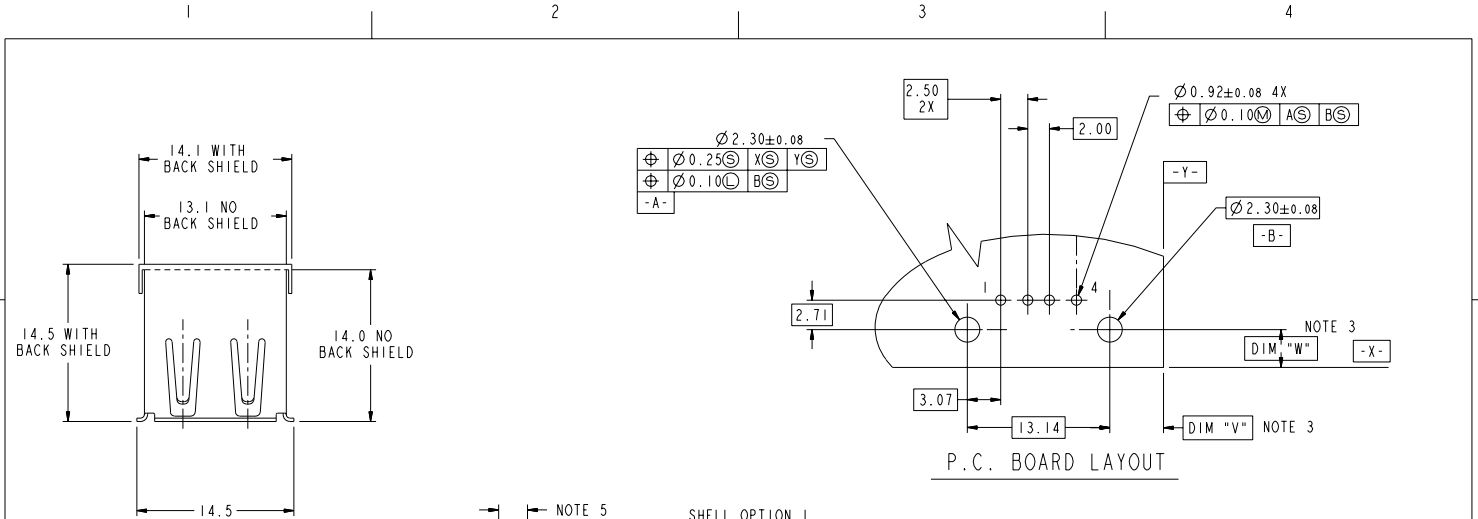 1 2 3 4
14.1 WITH
BACK SHIELD
13.1 NO
BACK SHIELD
14.5 WITH
BACK SHIELD
14.0 NO
BACK SHIELD
14.5
NOTE 5
SHELL OPTION 1
2.50
2X
2.00
Ø0.92±0.08 4X
⌖ Ø0.10Ⓜ AⓈ BⓈ
Ø2.30±0.08
⌖ Ø0.25Ⓢ XⓈ YⓈ
⌖ Ø0.10Ⓛ BⓈ
-A-
-Y-
Ø2.30±0.08
-B-
1
4
2.71
NOTE 3
DIM "W"
-X-
3.07
13.14
DIM "V" NOTE 3
P.C. BOARD LAYOUT